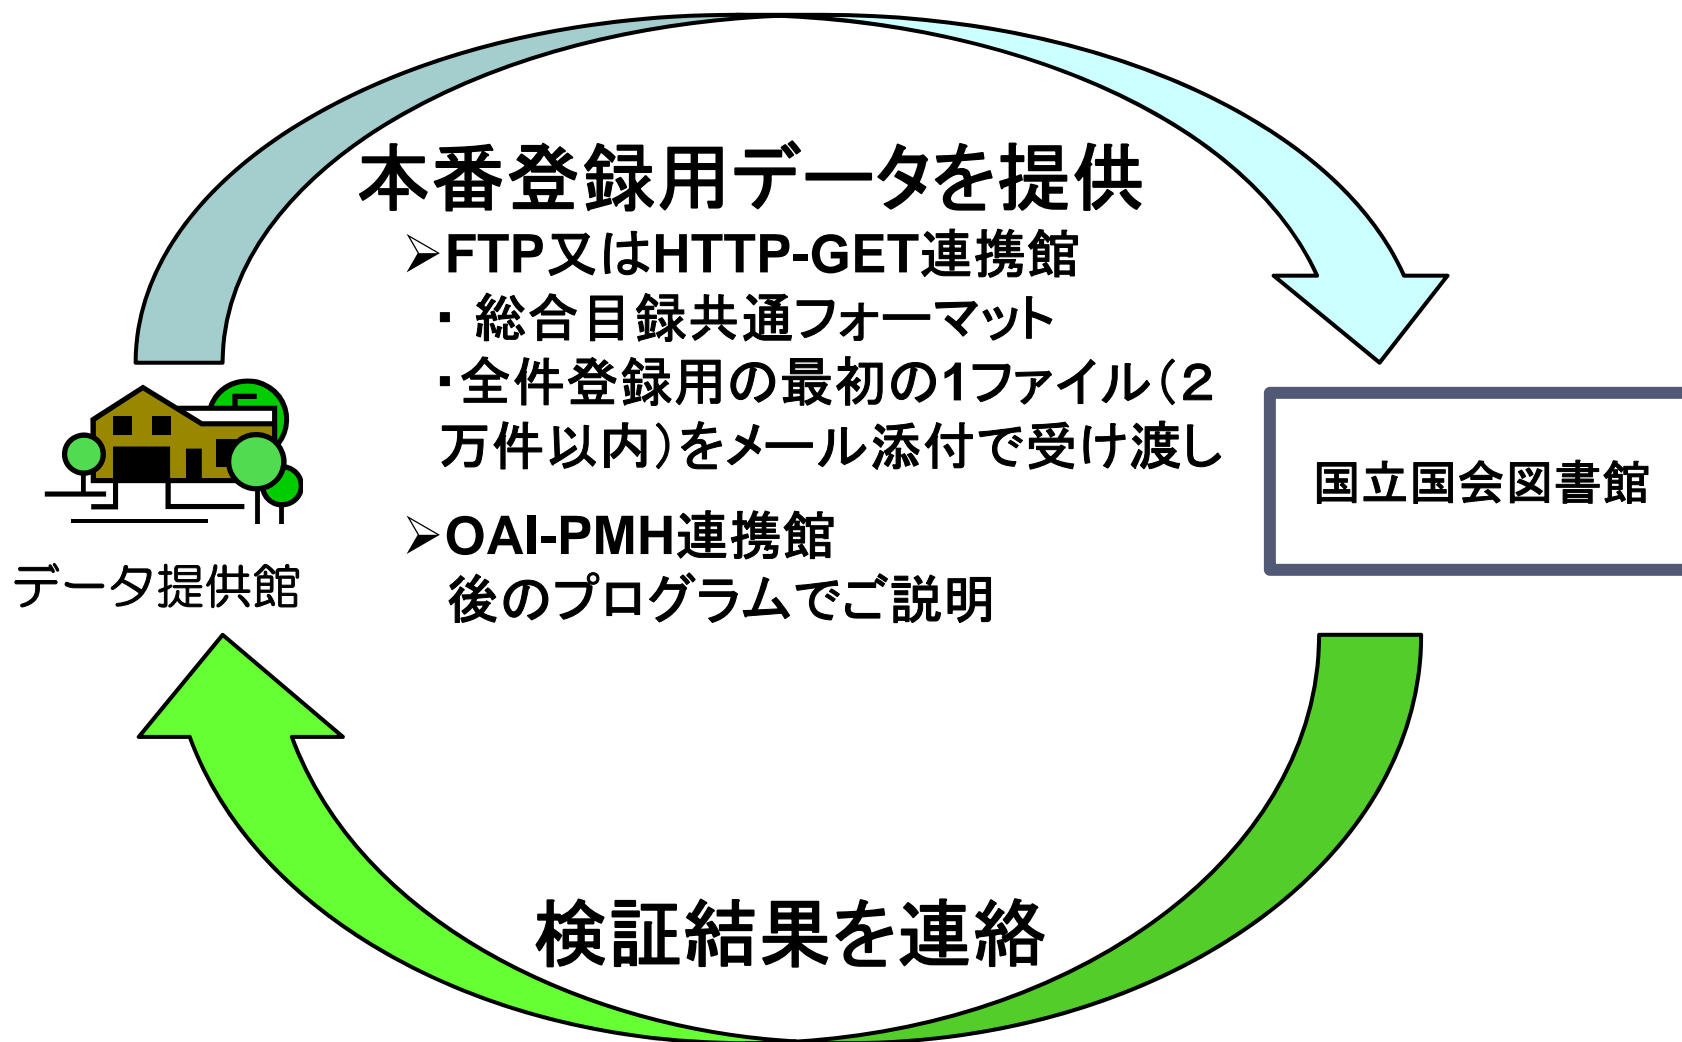 本番登録用データを提供
➢FTP又はHTTP-GET連携館
・ 総合目録共通フォーマット
・全件登録用の最初の1ファイル（２
万件以内）をメール添付で受け渡し
➢OAI-PMH連携館
後のプログラムでご説明
データ提供館
国立国会図書館
検証結果を連絡